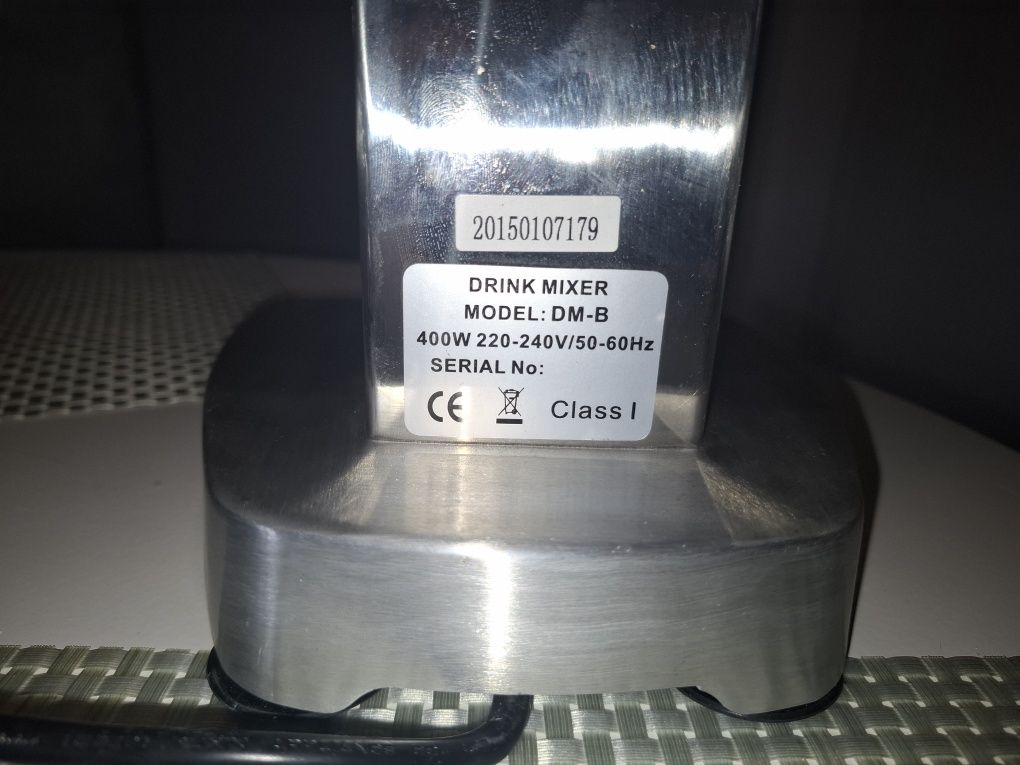 20150107179
DRINK MIXER
MODEL: DM-B
400W 220-240V/50-60Hz
SERIAL No:
CE Class I